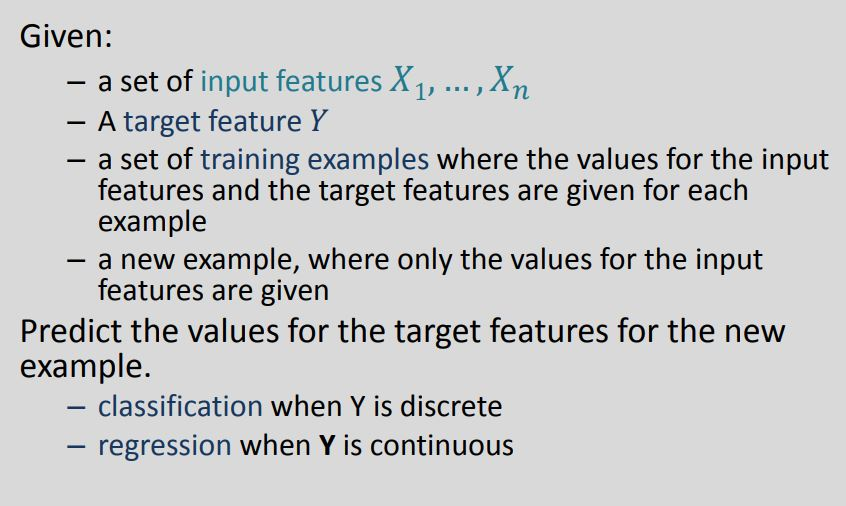 Given:
– a set of input features X₁, … , Xₙ
– A target feature Y
– a set of training examples where the values for the input
features and the target features are given for each
example
– a new example, where only the values for the input
features are given
Predict the values for the target features for the new
example.
– classification when Y is discrete
– regression when Y is continuous